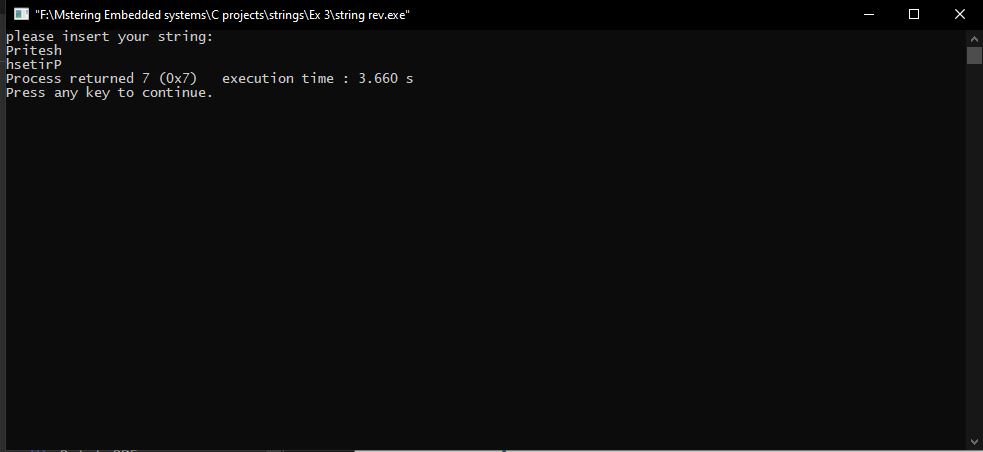 "F:\Mstering Embedded systems\C projects\strings\Ex 3\string rev.exe"
please insert your string:
Pritesh
hsetirP
Process returned 7 (0x7)   execution time : 3.660 s
Press any key to continue.